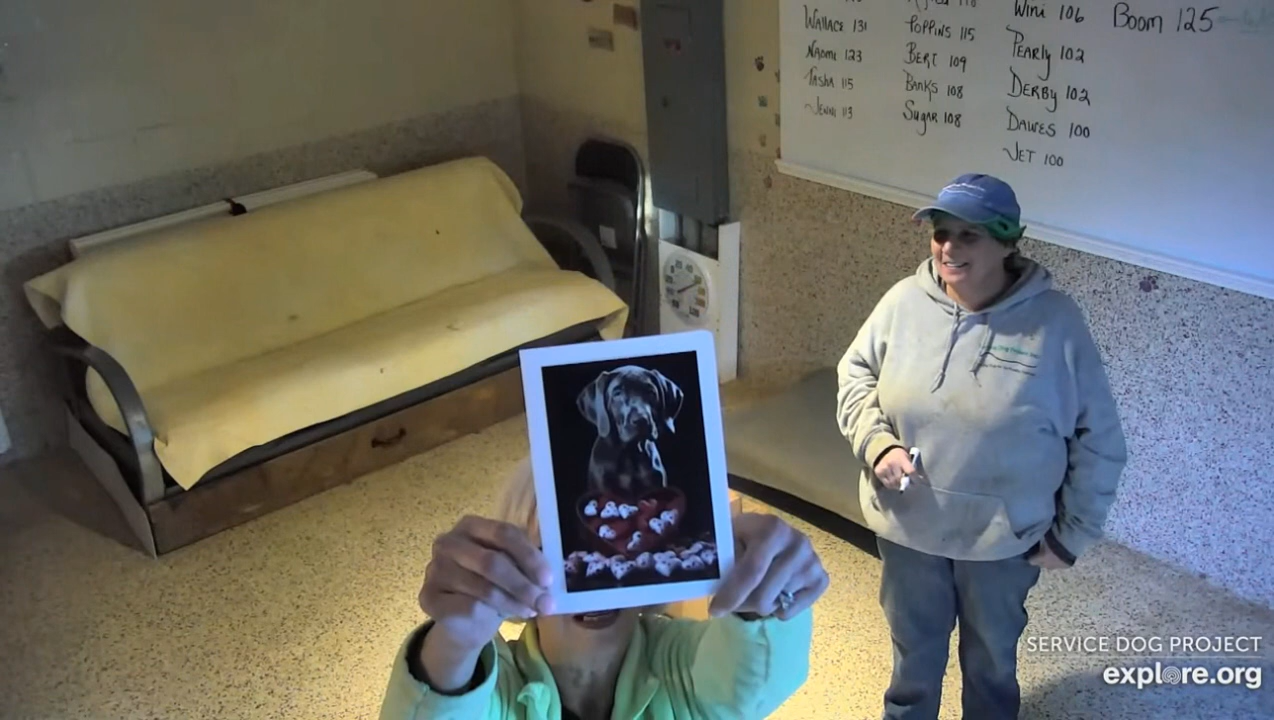 Wini 106
Boom 125
Wallace 131
Poppins 115
Pearly 102
Naomi 123
Bert 109
Derby 102
Tasha 115
Banks 108
Dawes 100
Jenni 113
Sugar 108
Jet 100
SERVICE DOG PROJECT
explore.org